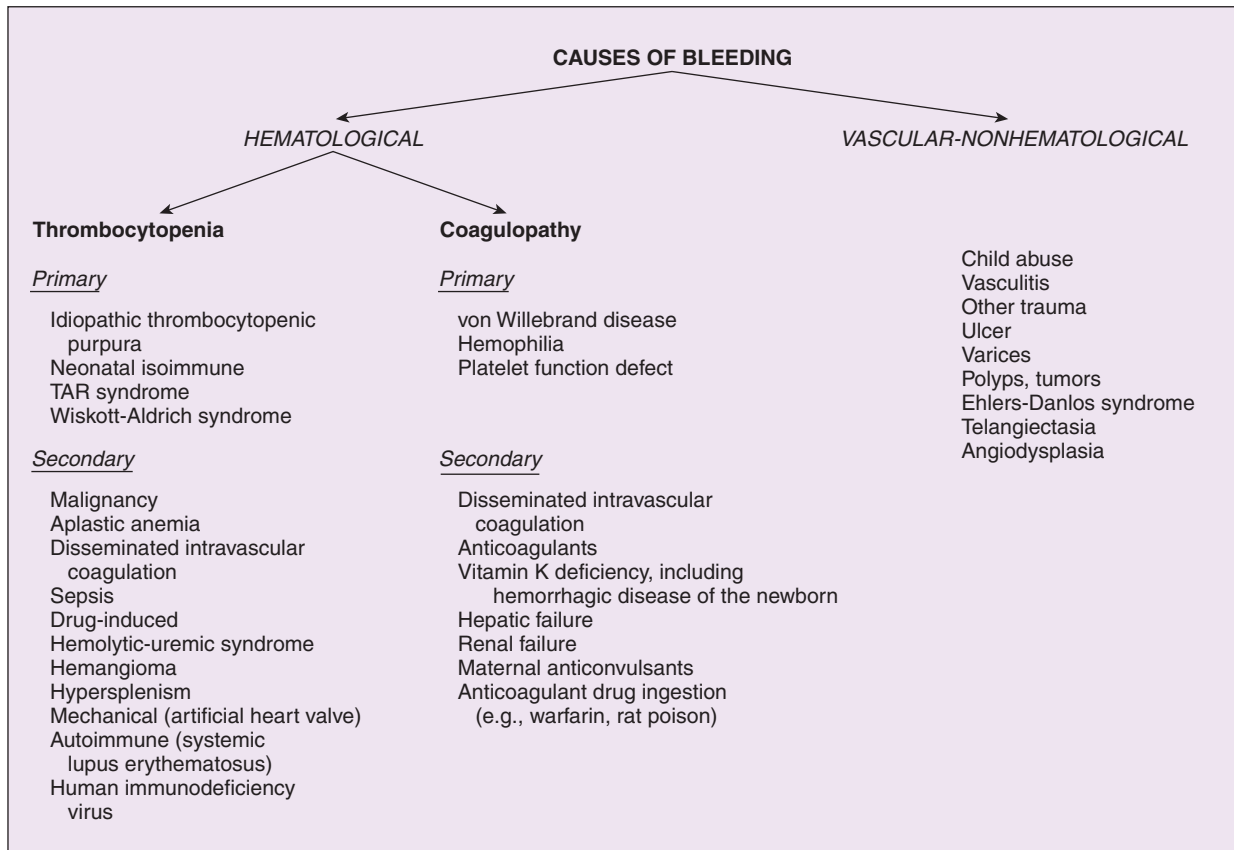 CAUSES OF BLEEDING
HEMATOLOGICAL
VASCULAR-NONHEMATOLOGICAL
Thrombocytopenia
Primary
Idiopathic thrombocytopenic
purpura
Neonatal isoimmune
TAR syndrome
Wiskott-Aldrich syndrome
Secondary
Malignancy
Aplastic anemia
Disseminated intravascular
coagulation
Sepsis
Drug-induced
Hemolytic-uremic syndrome
Hemangioma
Hypersplenism
Mechanical (artificial heart valve)
Autoimmune (systemic
lupus erythematosus)
Human immunodeficiency
virus
Coagulopathy
Primary
von Willebrand disease
Hemophilia
Platelet function defect
Secondary
Disseminated intravascular
coagulation
Anticoagulants
Vitamin K deficiency, including
hemorrhagic disease of the newborn
Hepatic failure
Renal failure
Maternal anticonvulsants
Anticoagulant drug ingestion
(e.g., warfarin, rat poison)
Child abuse
Vasculitis
Other trauma
Ulcer
Varices
Polyps, tumors
Ehlers-Danlos syndrome
Telangiectasia
Angiodysplasia